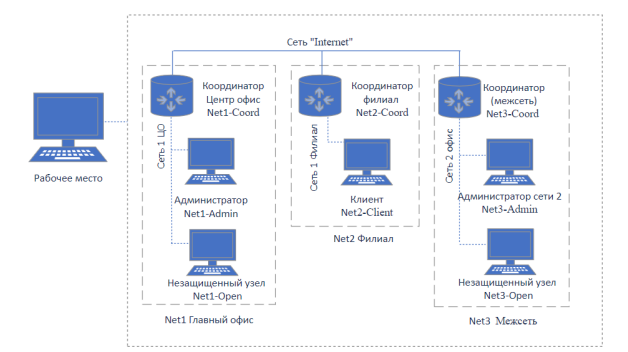 Сеть "Internet"
Рабочее место
Координатор
Центр офис
Net1-Coord
Сеть 1 ЦО
Администратор
Net1-Admin
Незащищенный узел
Net1-Open
Net1 Главный офис
Координатор
филиал
Net2-Coord
Сеть 1 Филиал
Клиент
Net2-Client
Net2 Филиал
Координатор
(межсеть)
Net3-Coord
Сеть 2 офис
Администратор сети 2
Net3-Admin
Незащищенный узел
Net3-Open
Net3 Межсеть